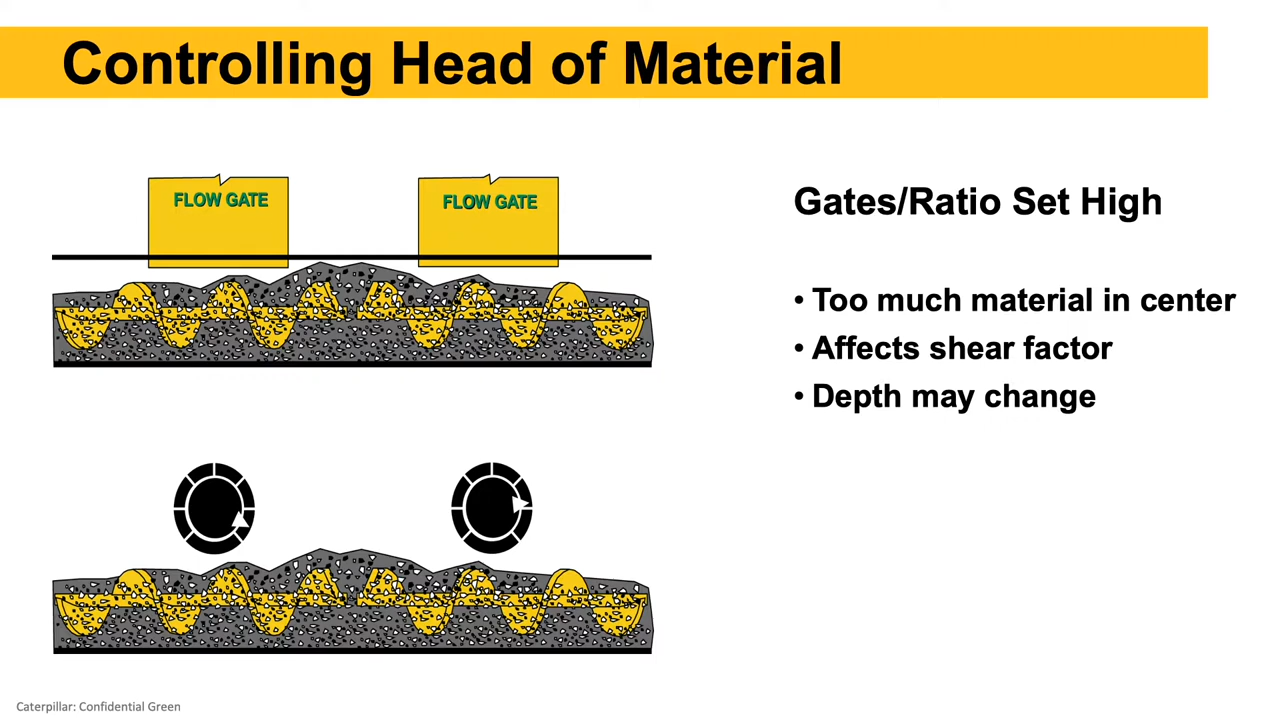 Controlling Head of Material
FLOW GATE
FLOW GATE
Gates/Ratio Set High
• Too much material in center
• Affects shear factor
• Depth may change
Caterpillar: Confidential Green